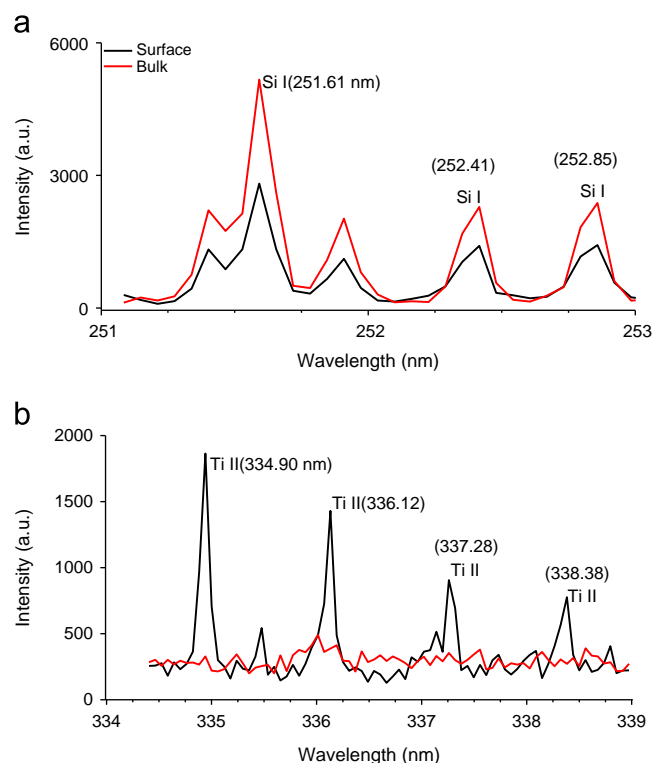 a
6000
Surface
Bulk
Si I(251.61 nm)
(252.41)
(252.85)
3000
Si I
Si I
Intensity (a.u.)
0
251
252
253
Wavelength (nm)
b
2000
Ti II(334.90 nm)
1500
Ti II(336.12)
(337.28)
Ti II
(338.38)
Ti II
1000
Intensity (a.u.)
500
0
334
335
336
337
338
339
Wavelength (nm)